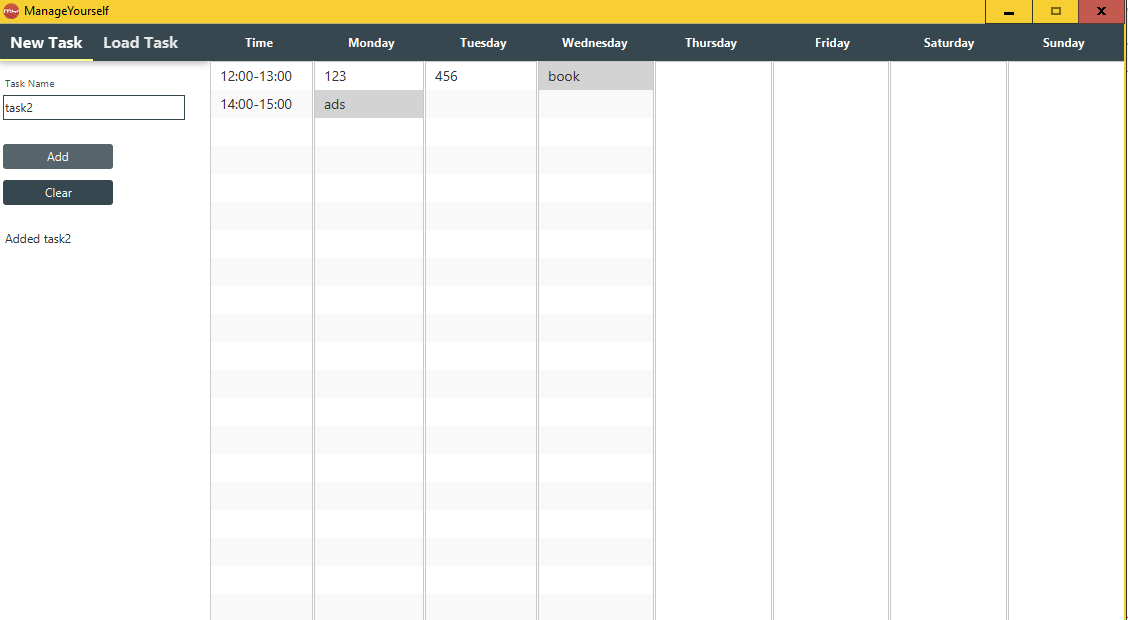 ManageYourself
New Task Load Task Time Monday Tuesday Wednesday Thursday Friday Saturday Sunday
Task Name
task2
Add
Clear
Added task2
12:00-13:00 123 456 book
14:00-15:00 ads